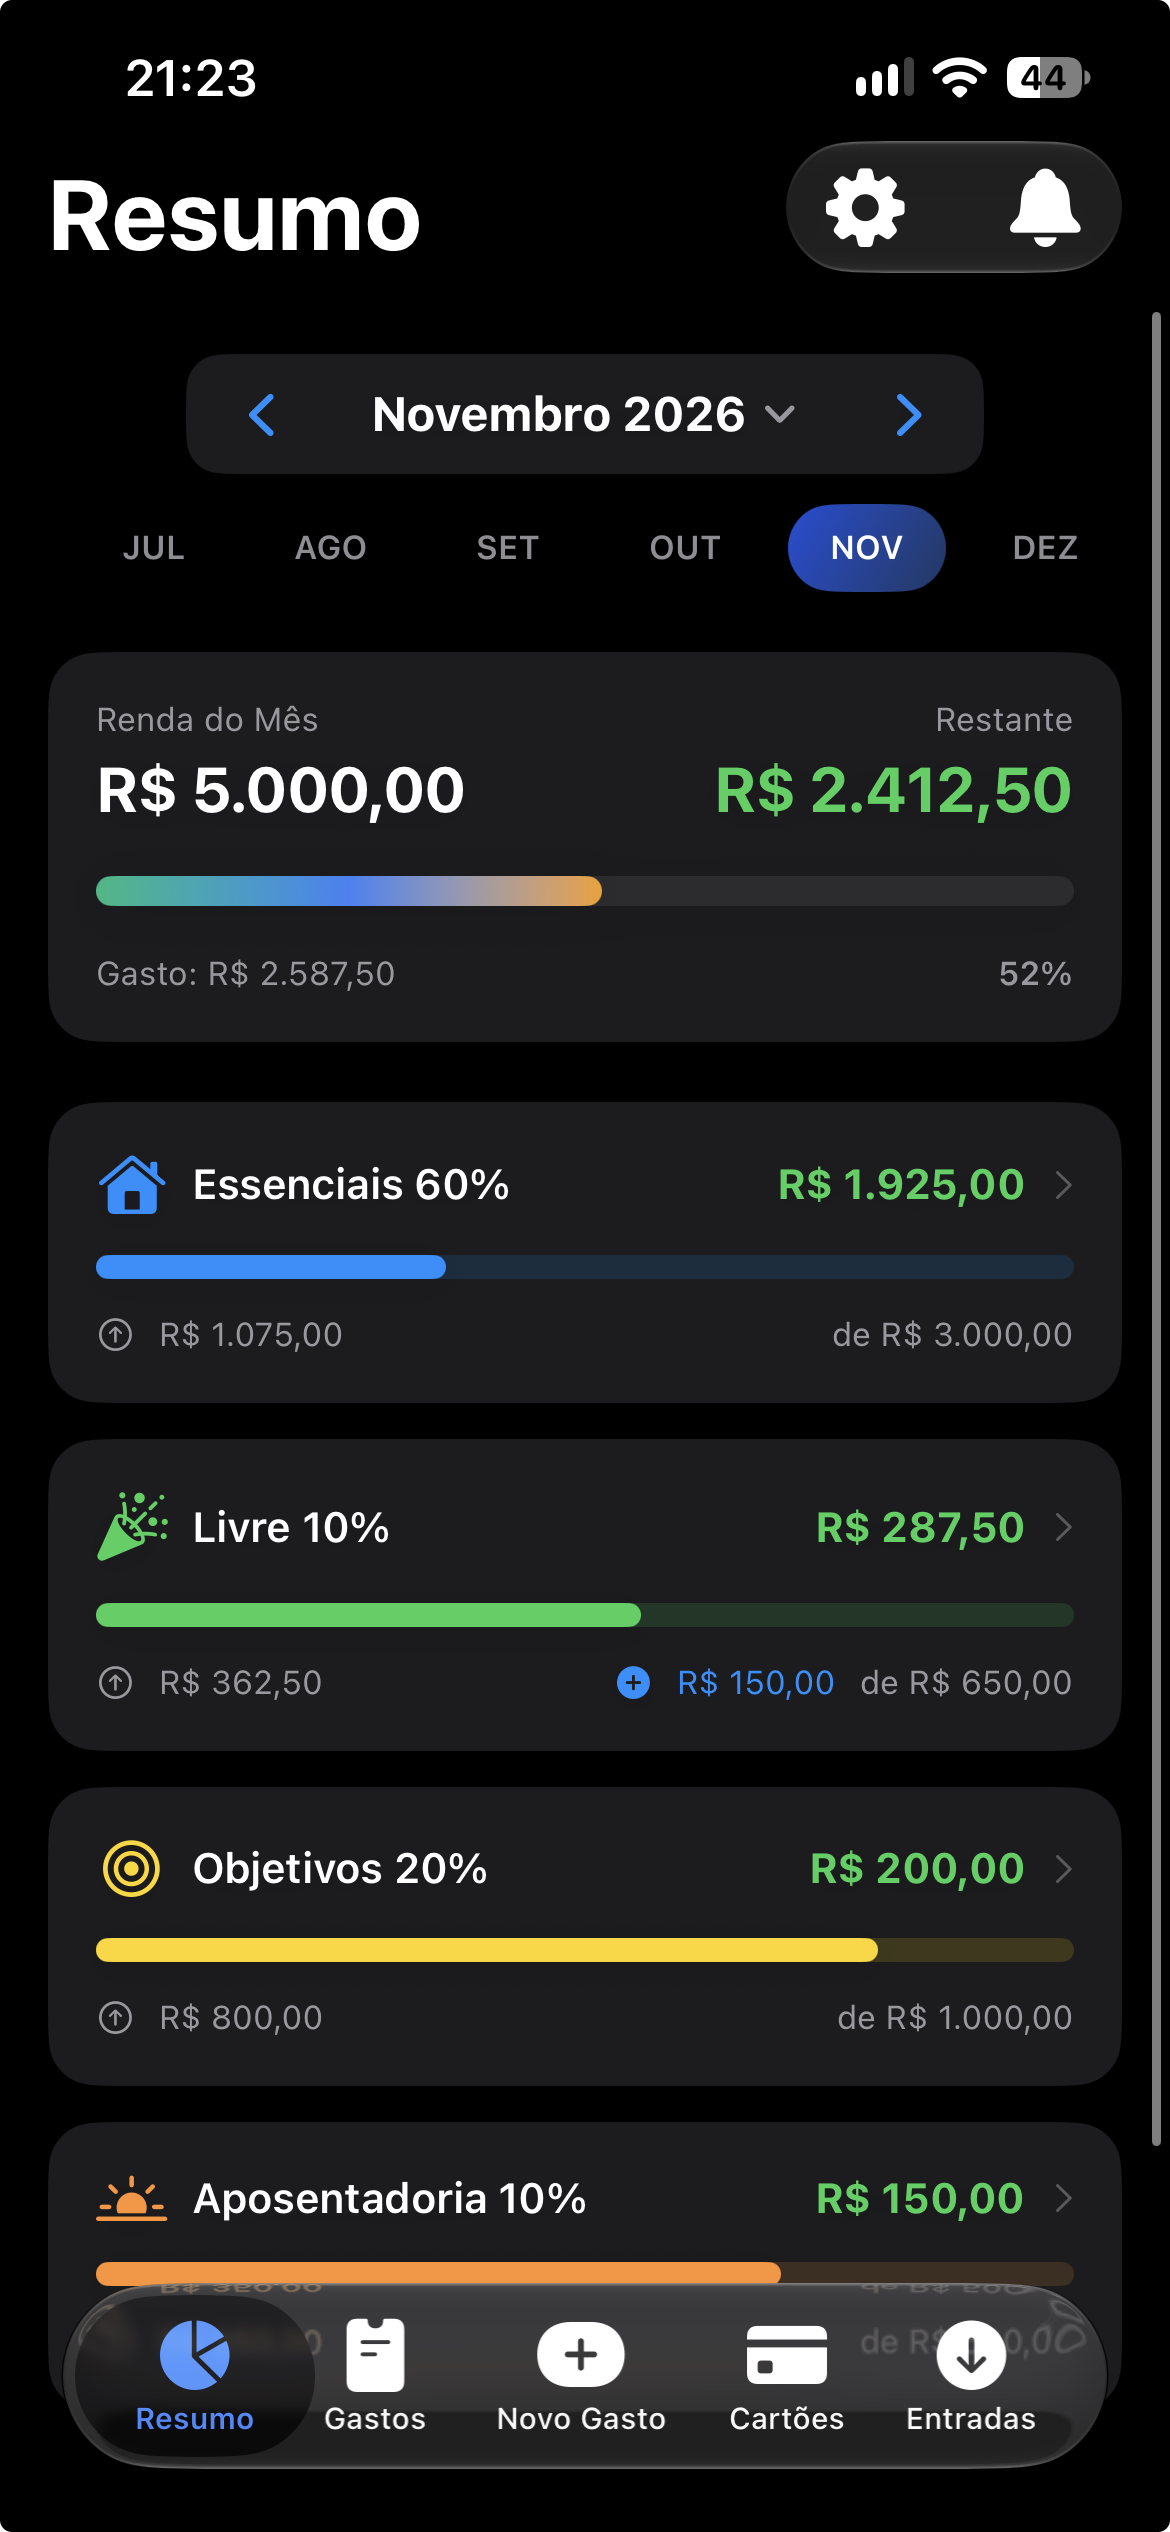 21:23
44
Resumo
Novembro 2026
JUL AGO SET OUT NOV DEZ
Renda do Mês Restante
R$ 5.000,00 R$ 2.412,50
Gasto: R$ 2.587,50 52%
Essenciais 60% R$ 1.925,00
R$ 1.075,00 de R$ 3.000,00
Livre 10% R$ 287,50
R$ 362,50 R$ 150,00 de R$ 650,00
Objetivos 20% R$ 200,00
R$ 800,00 de R$ 1.000,00
Aposentadoria 10% R$ 150,00
Resumo Gastos Novo Gasto Cartões Entradas